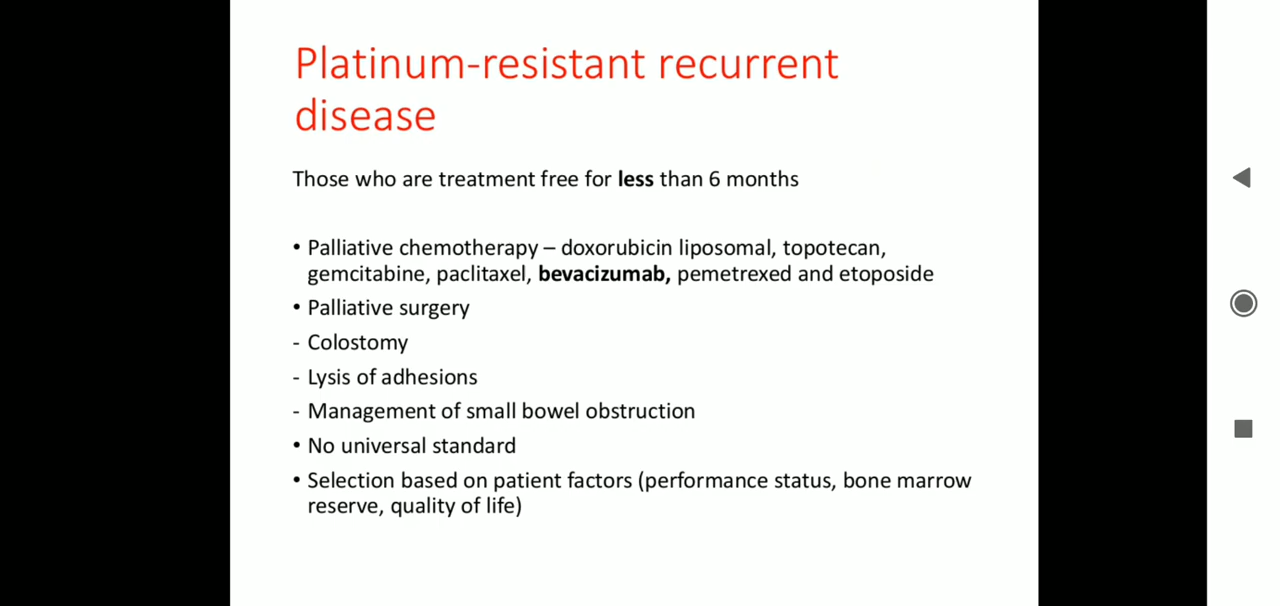 Platinum-resistant recurrent
disease
Those who are treatment free for less than 6 months
• Palliative chemotherapy – doxorubicin liposomal, topotecan,
gemcitabine, paclitaxel, bevacizumab, pemetrexed and etoposide
• Palliative surgery
- Colostomy
- Lysis of adhesions
- Management of small bowel obstruction
• No universal standard
• Selection based on patient factors (performance status, bone marrow
reserve, quality of life)